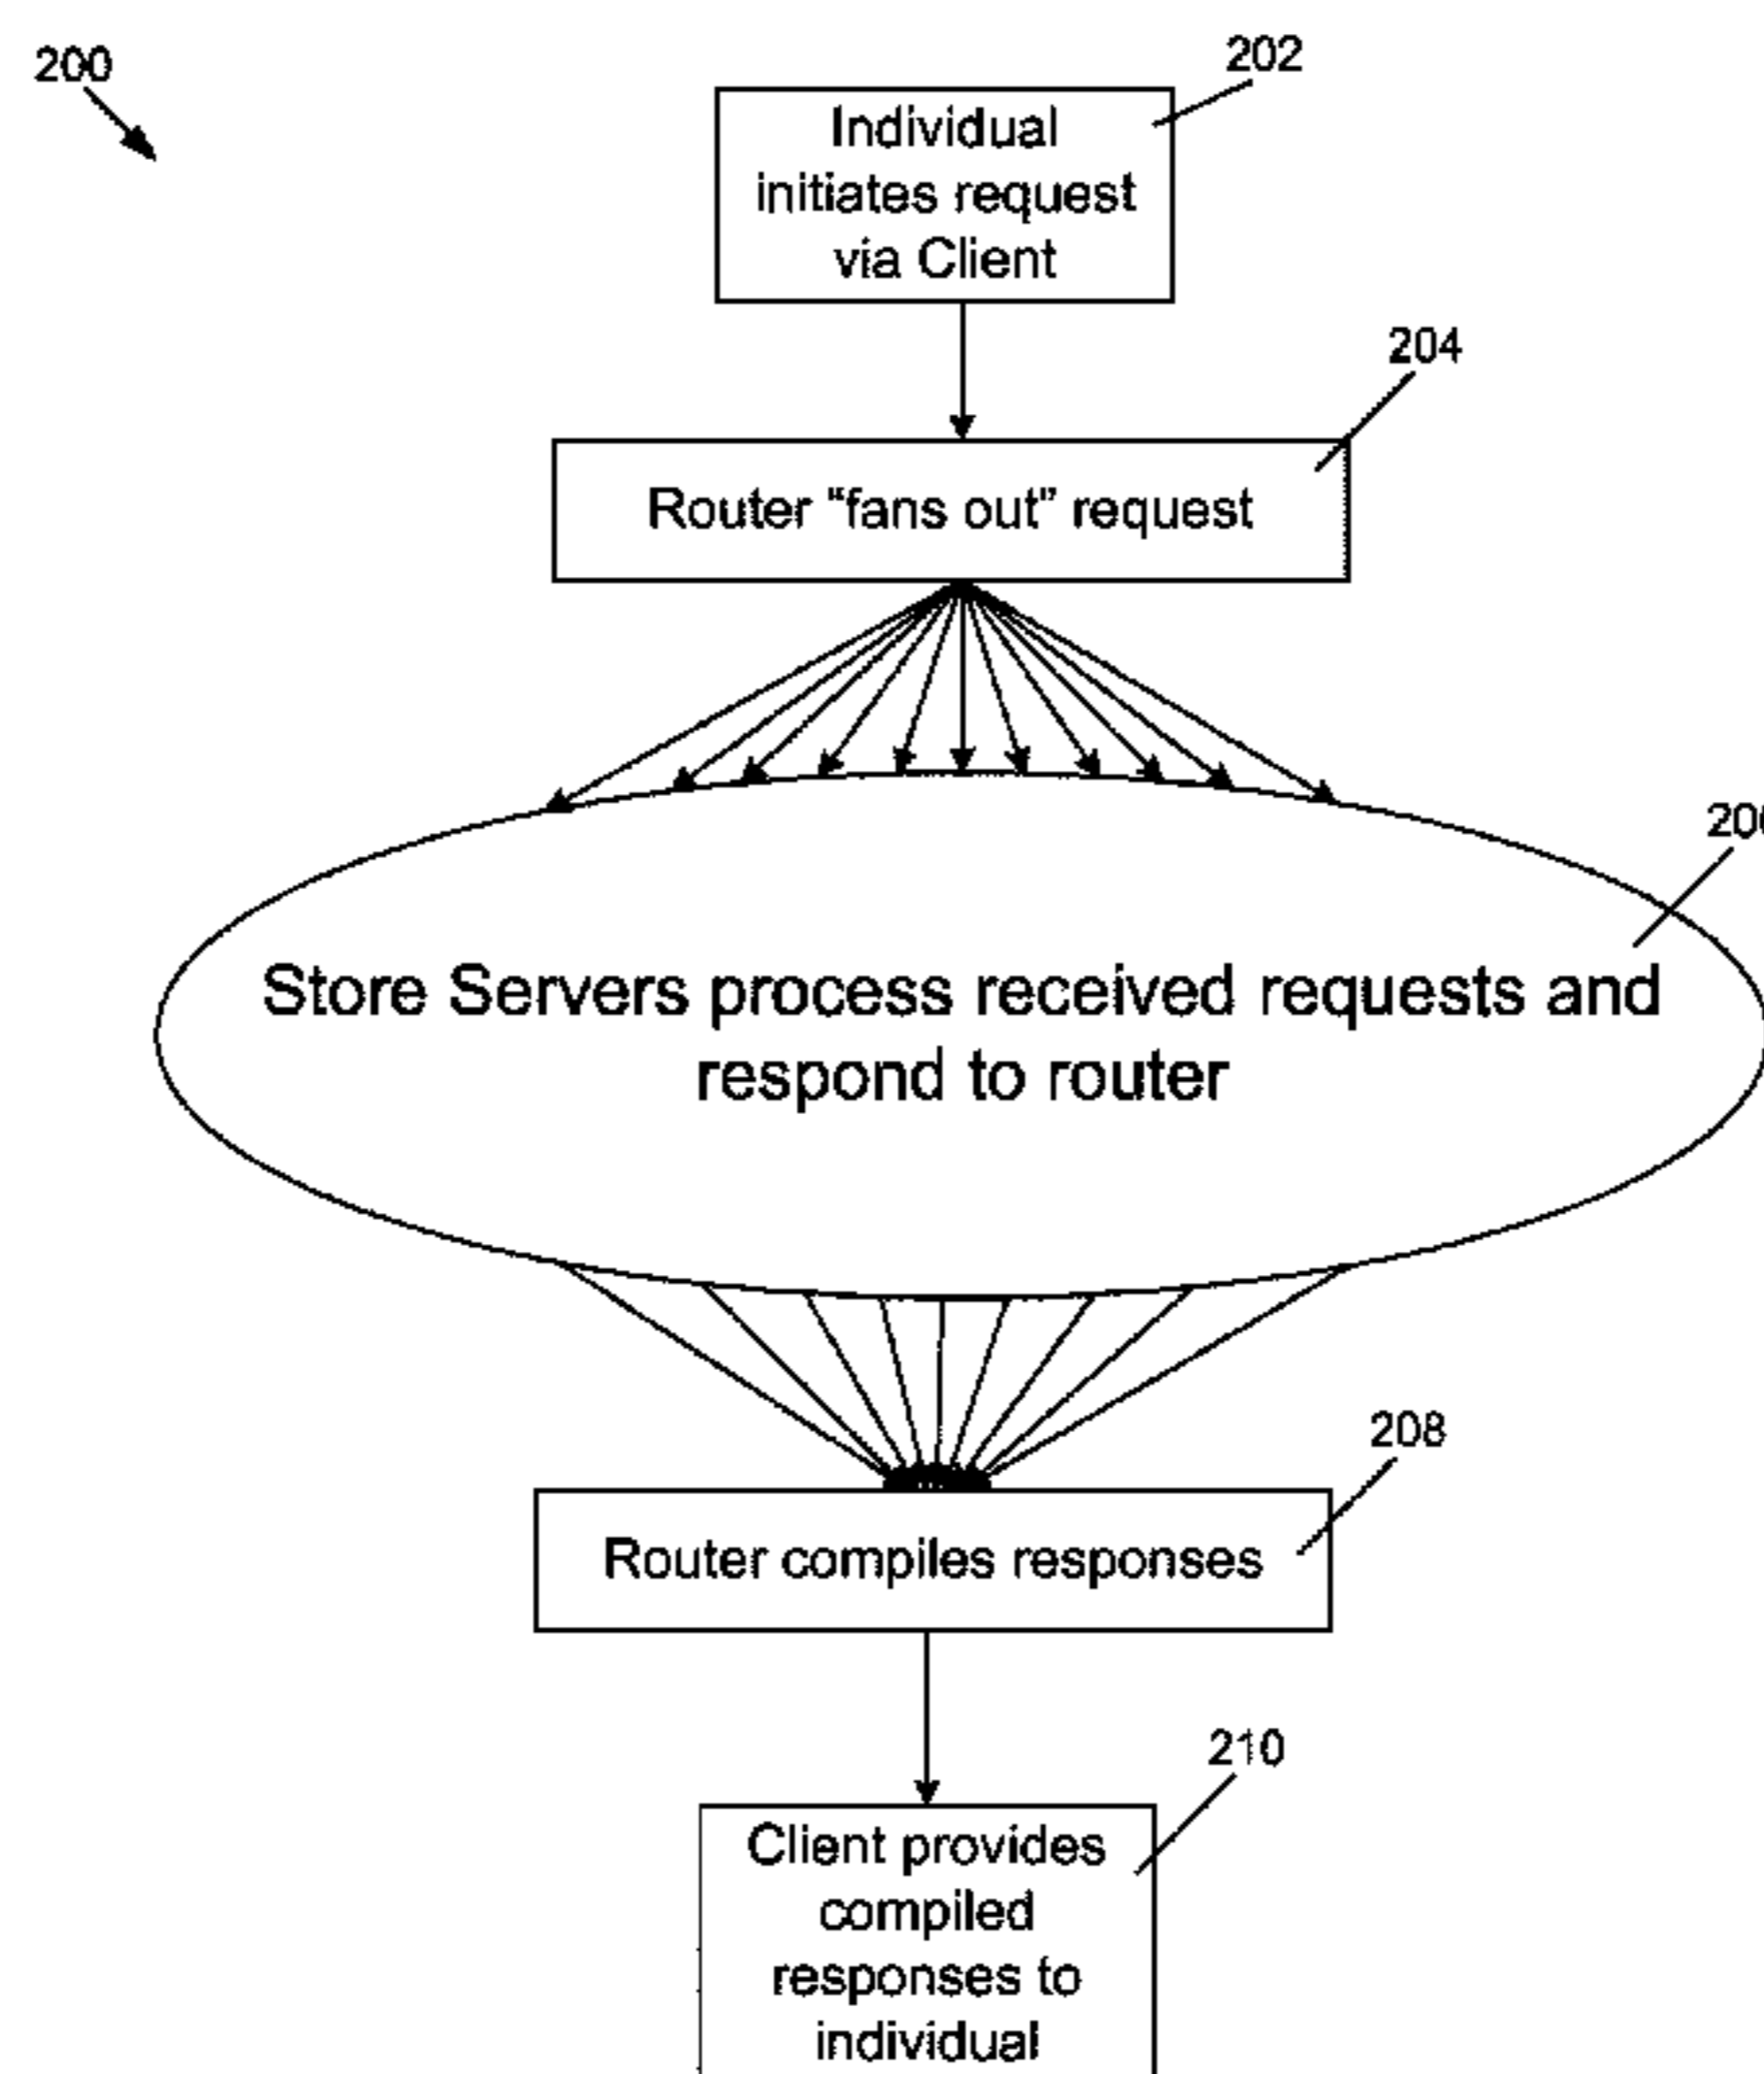 200
202
Individual
initiates request
via Client
204
Router “fans out” request
Store Servers process received requests and
respond to router
208
Router compiles responses
210
Client provides
compiled
responses to
individual